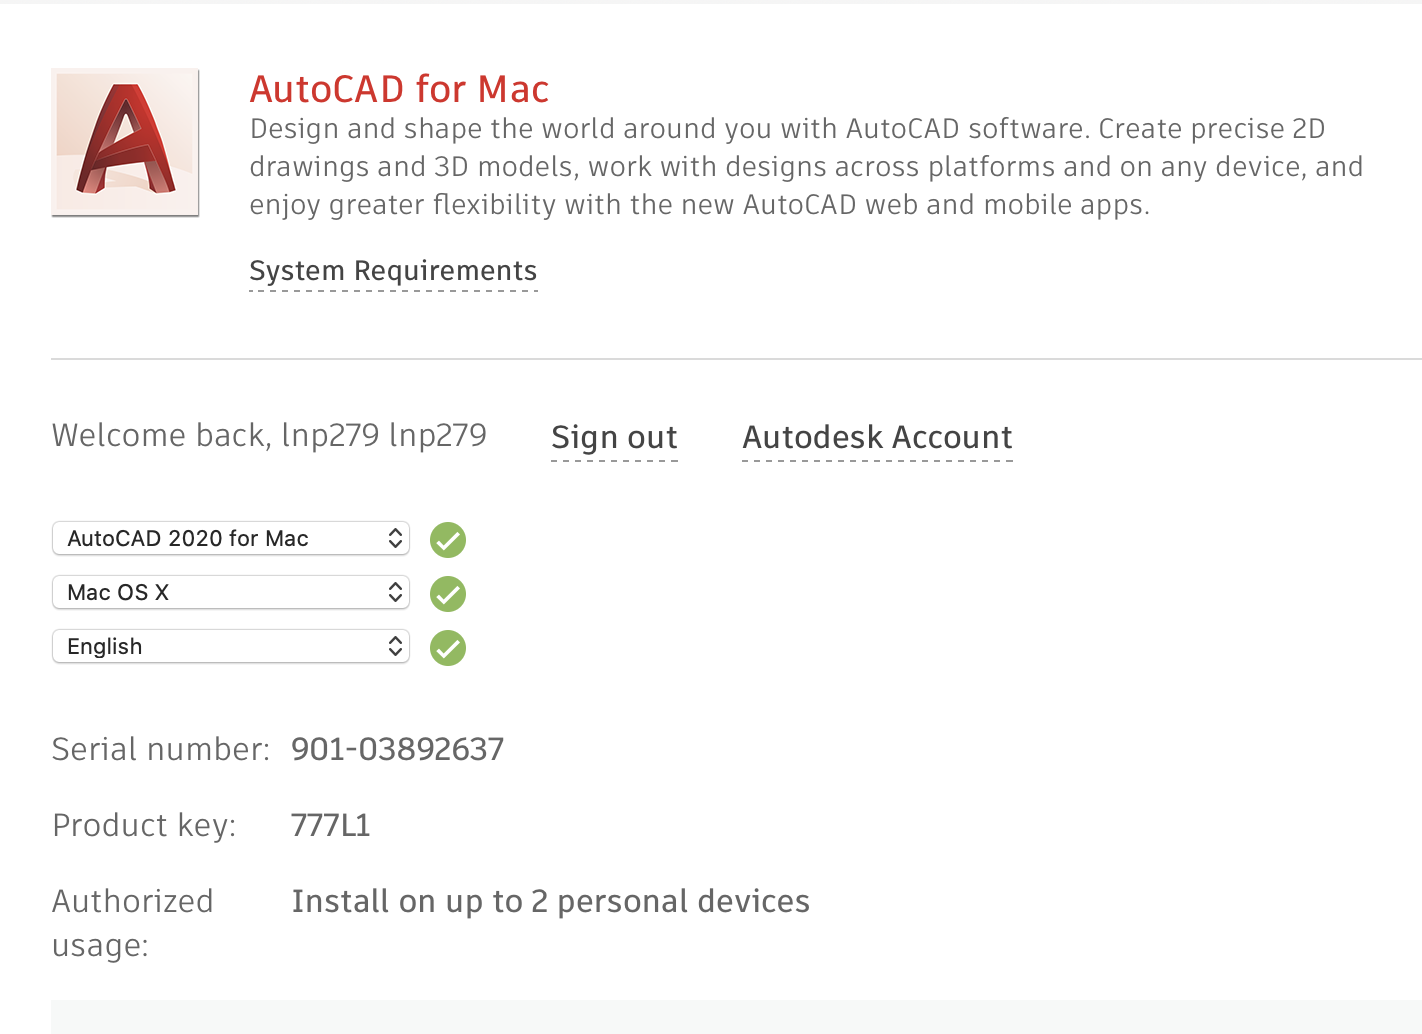 AutoCAD for Mac
Design and shape the world around you with AutoCAD software. Create precise 2D
drawings and 3D models, work with designs across platforms and on any device, and
enjoy greater flexibility with the new AutoCAD web and mobile apps.
System Requirements
Welcome back, lnp279 lnp279 Sign out Autodesk Account
AutoCAD 2020 for Mac
Mac OS X
English
Serial number: 901-03892637
Product key: 777L1
Authorized usage: Install on up to 2 personal devices